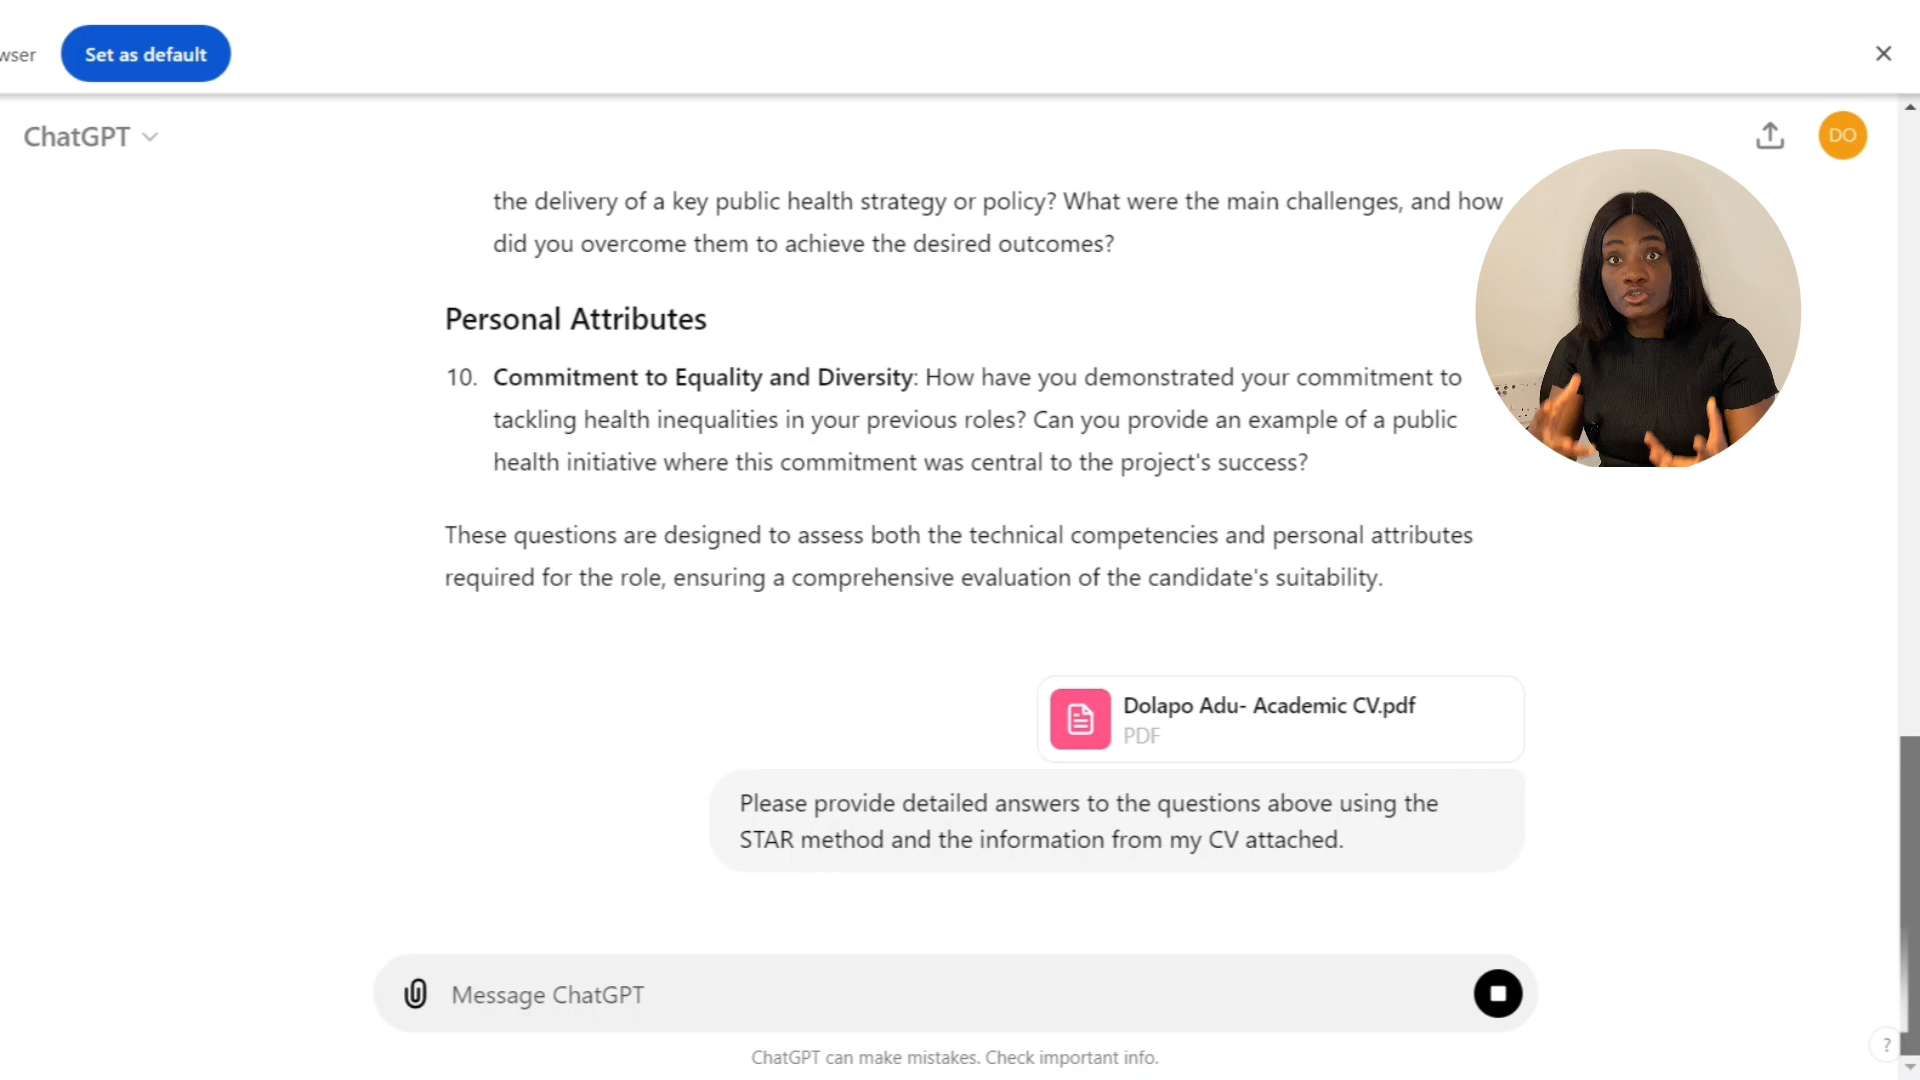 wser
Set as default
ChatGPT
DO
the delivery of a key public health strategy or policy? What were the main challenges, and how
did you overcome them to achieve the desired outcomes?
Personal Attributes
10. Commitment to Equality and Diversity: How have you demonstrated your commitment to
tackling health inequalities in your previous roles? Can you provide an example of a public
health initiative where this commitment was central to the project's success?
These questions are designed to assess both the technical competencies and personal attributes
required for the role, ensuring a comprehensive evaluation of the candidate's suitability.
Dolapo Adu- Academic CV.pdf
PDF
Please provide detailed answers to the questions above using the
STAR method and the information from my CV attached.
Message ChatGPT
ChatGPT can make mistakes. Check important info.
?